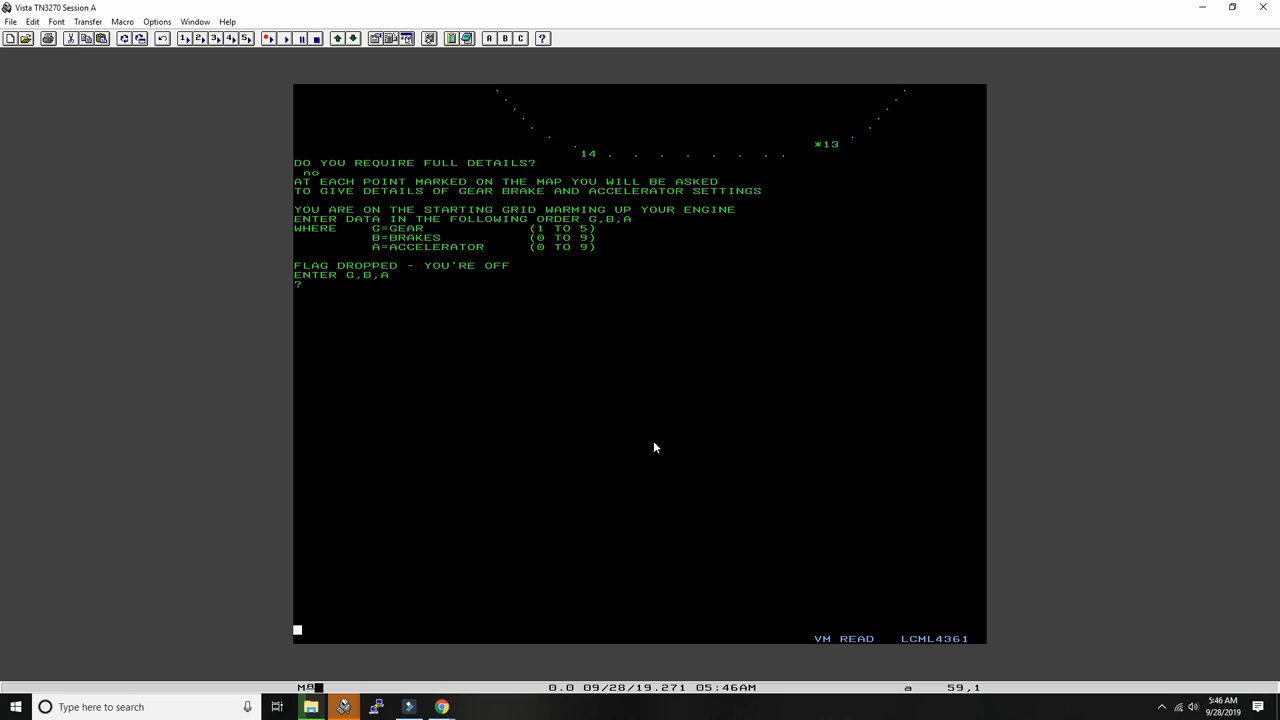 Vista TN3270 Session A
File Edit Font Transfer Macro Options Window Help
1 2 3 4 5 A B C ?
14 . . . . . . . *13
DO YOU REQUIRE FULL DETAILS?
no
AT EACH POINT MARKED ON THE MAP YOU WILL BE ASKED
TO GIVE DETAILS OF GEAR BRAKE AND ACCELERATOR SETTINGS
YOU ARE ON THE STARTING GRID WARMING UP YOUR ENGINE
ENTER DATA IN THE FOLLOWING ORDER G,B,A
WHERE G=GEAR (1 TO 5)
B=BRAKES (0 TO 9)
A=ACCELERATOR (0 TO 9)
FLAG DROPPED - YOU'RE OFF
ENTER G,B,A
?
VM READ LCML4361
0.0 09/28/19.271 05:46AM a 59,1
Type here to search
5:46 AM
9/28/2019